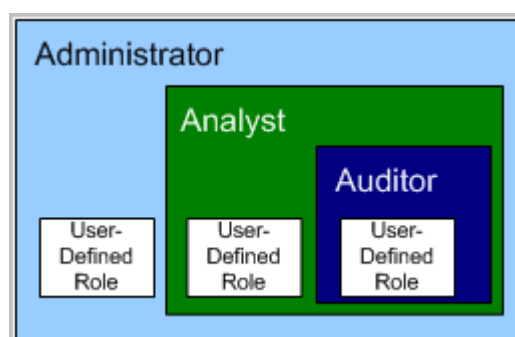 Administrator
Analyst
Auditor
User-
Defined
Role
User-
Defined
Role
User-
Defined
Role